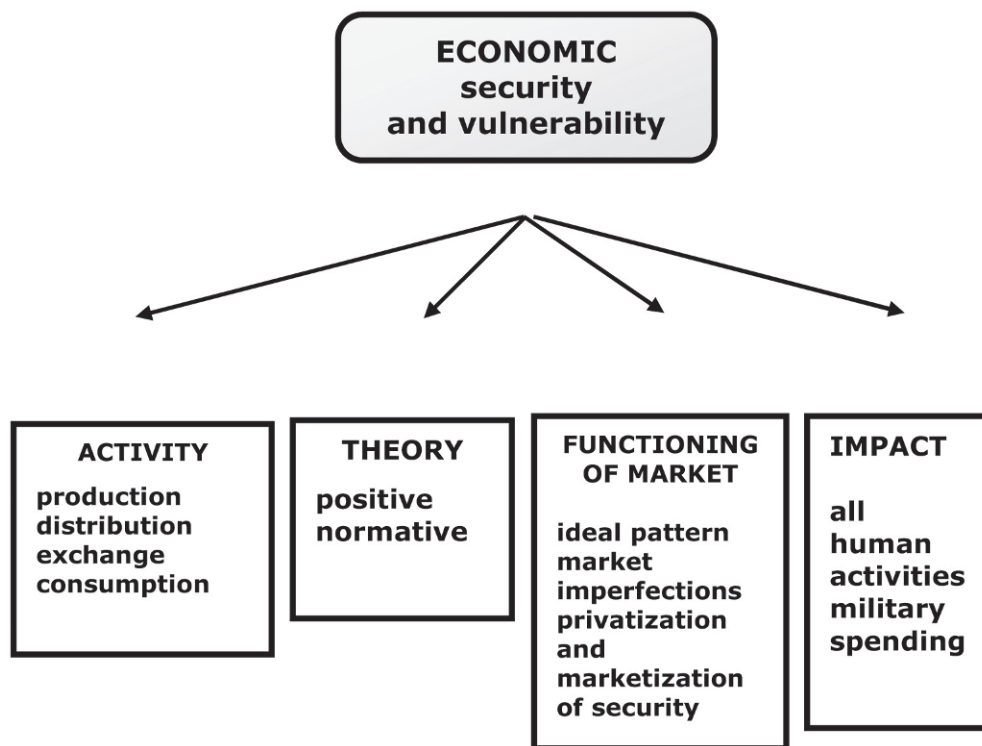 ECONOMIC
security
and vulnerability
ACTIVITY
production
distribution
exchange
consumption
THEORY
positive
normative
FUNCTIONING
OF MARKET
ideal pattern
market
imperfections
privatization
and
marketization
of security
IMPACT
all
human
activities
military
spending